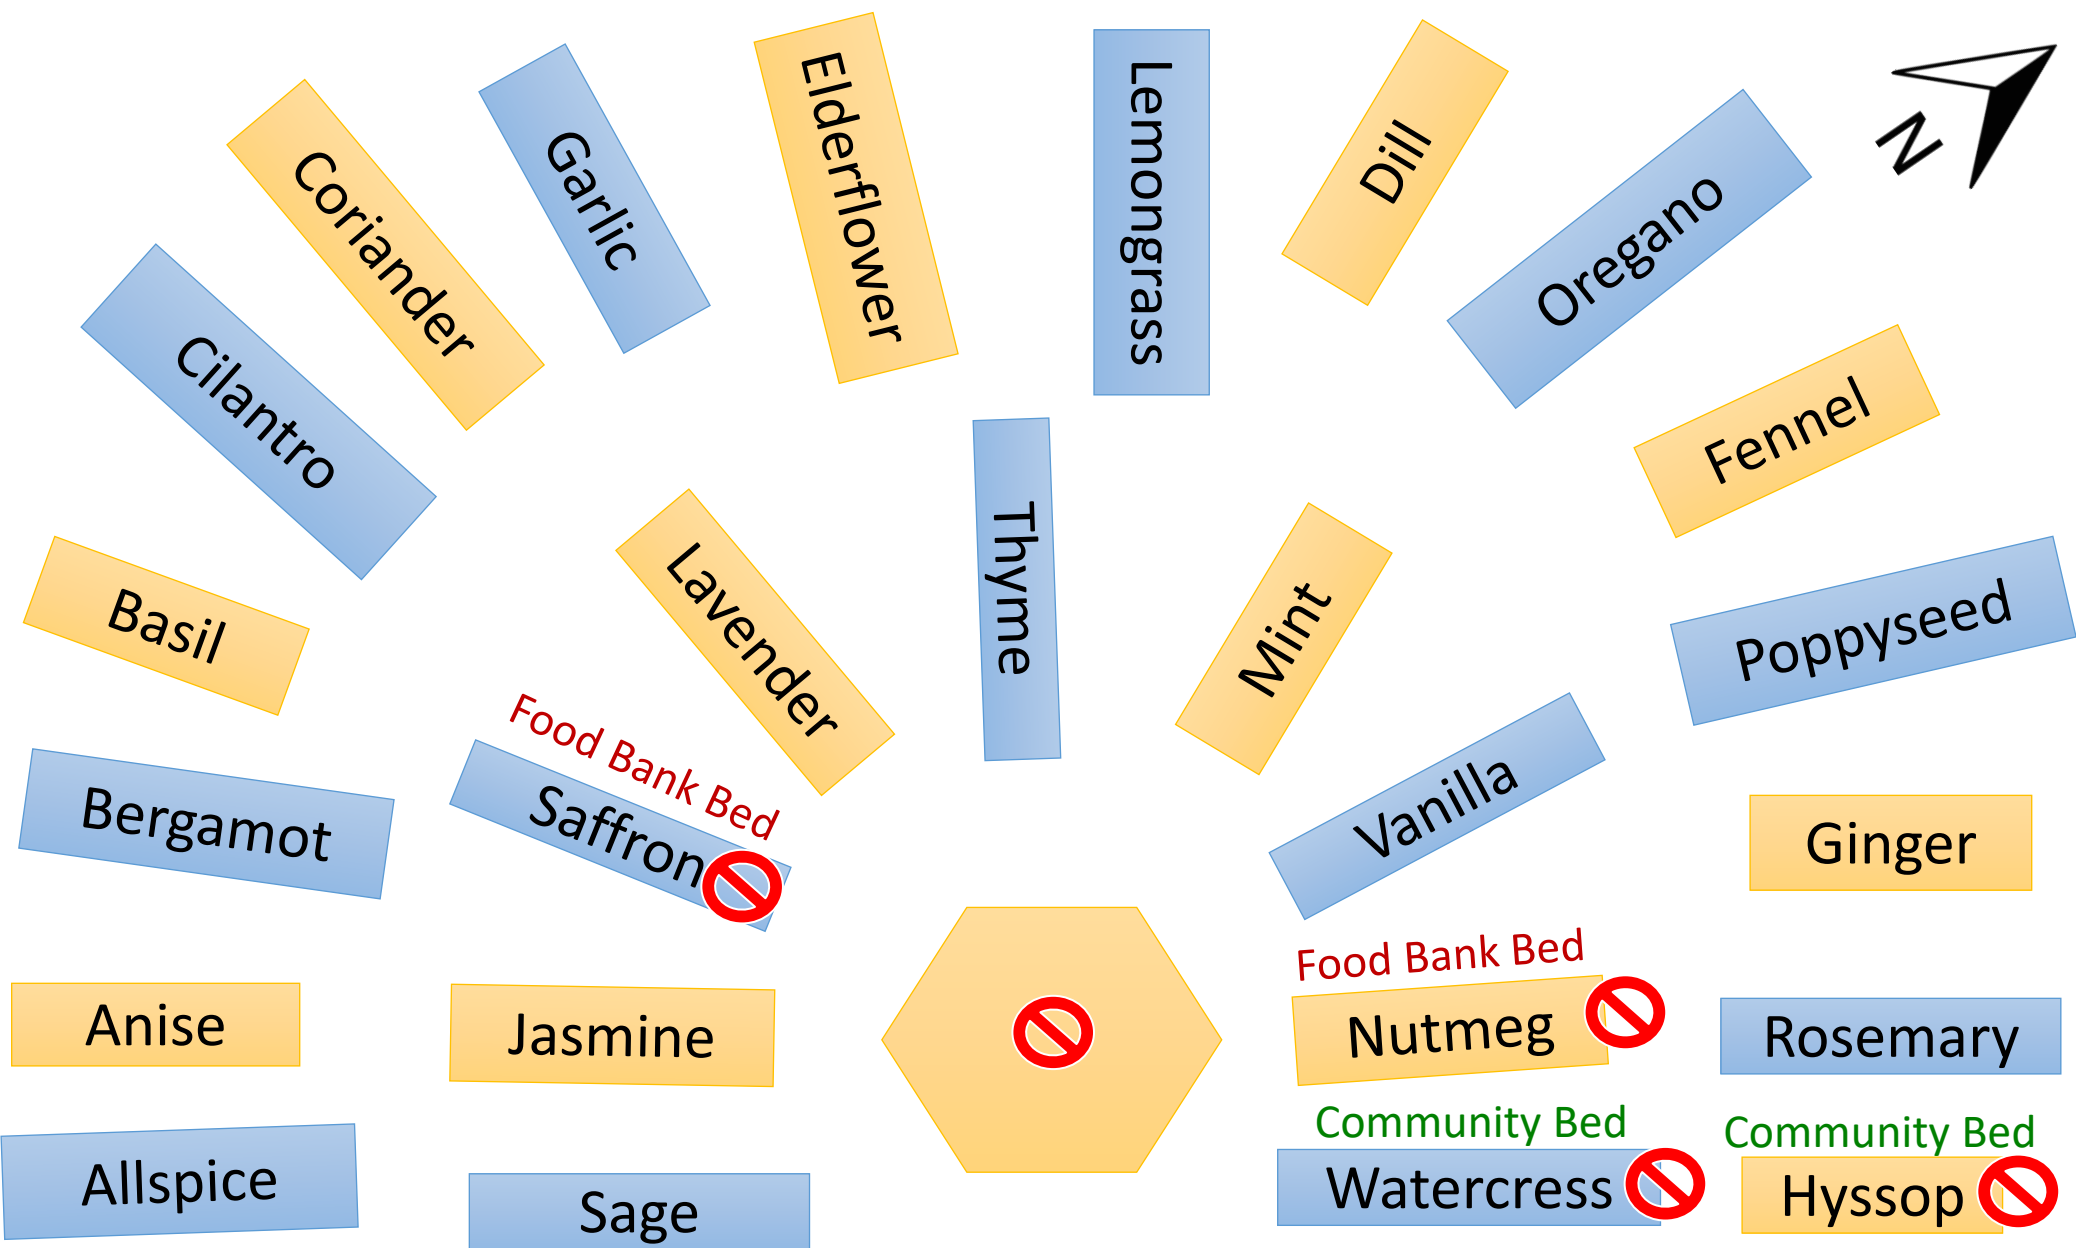 Elderflower
Lemongrass
Garlic
Dill
Coriander
N
Oregano
Cilantro
Fennel
Thyme
Basil
Lavender
Mint
Poppyseed
Food Bank Bed
Bergamot
Saffron
Vanilla
Ginger
Food Bank Bed
Anise
Jasmine
Nutmeg
Rosemary
Community Bed
Community Bed
Allspice
Sage
Watercress
Hyssop